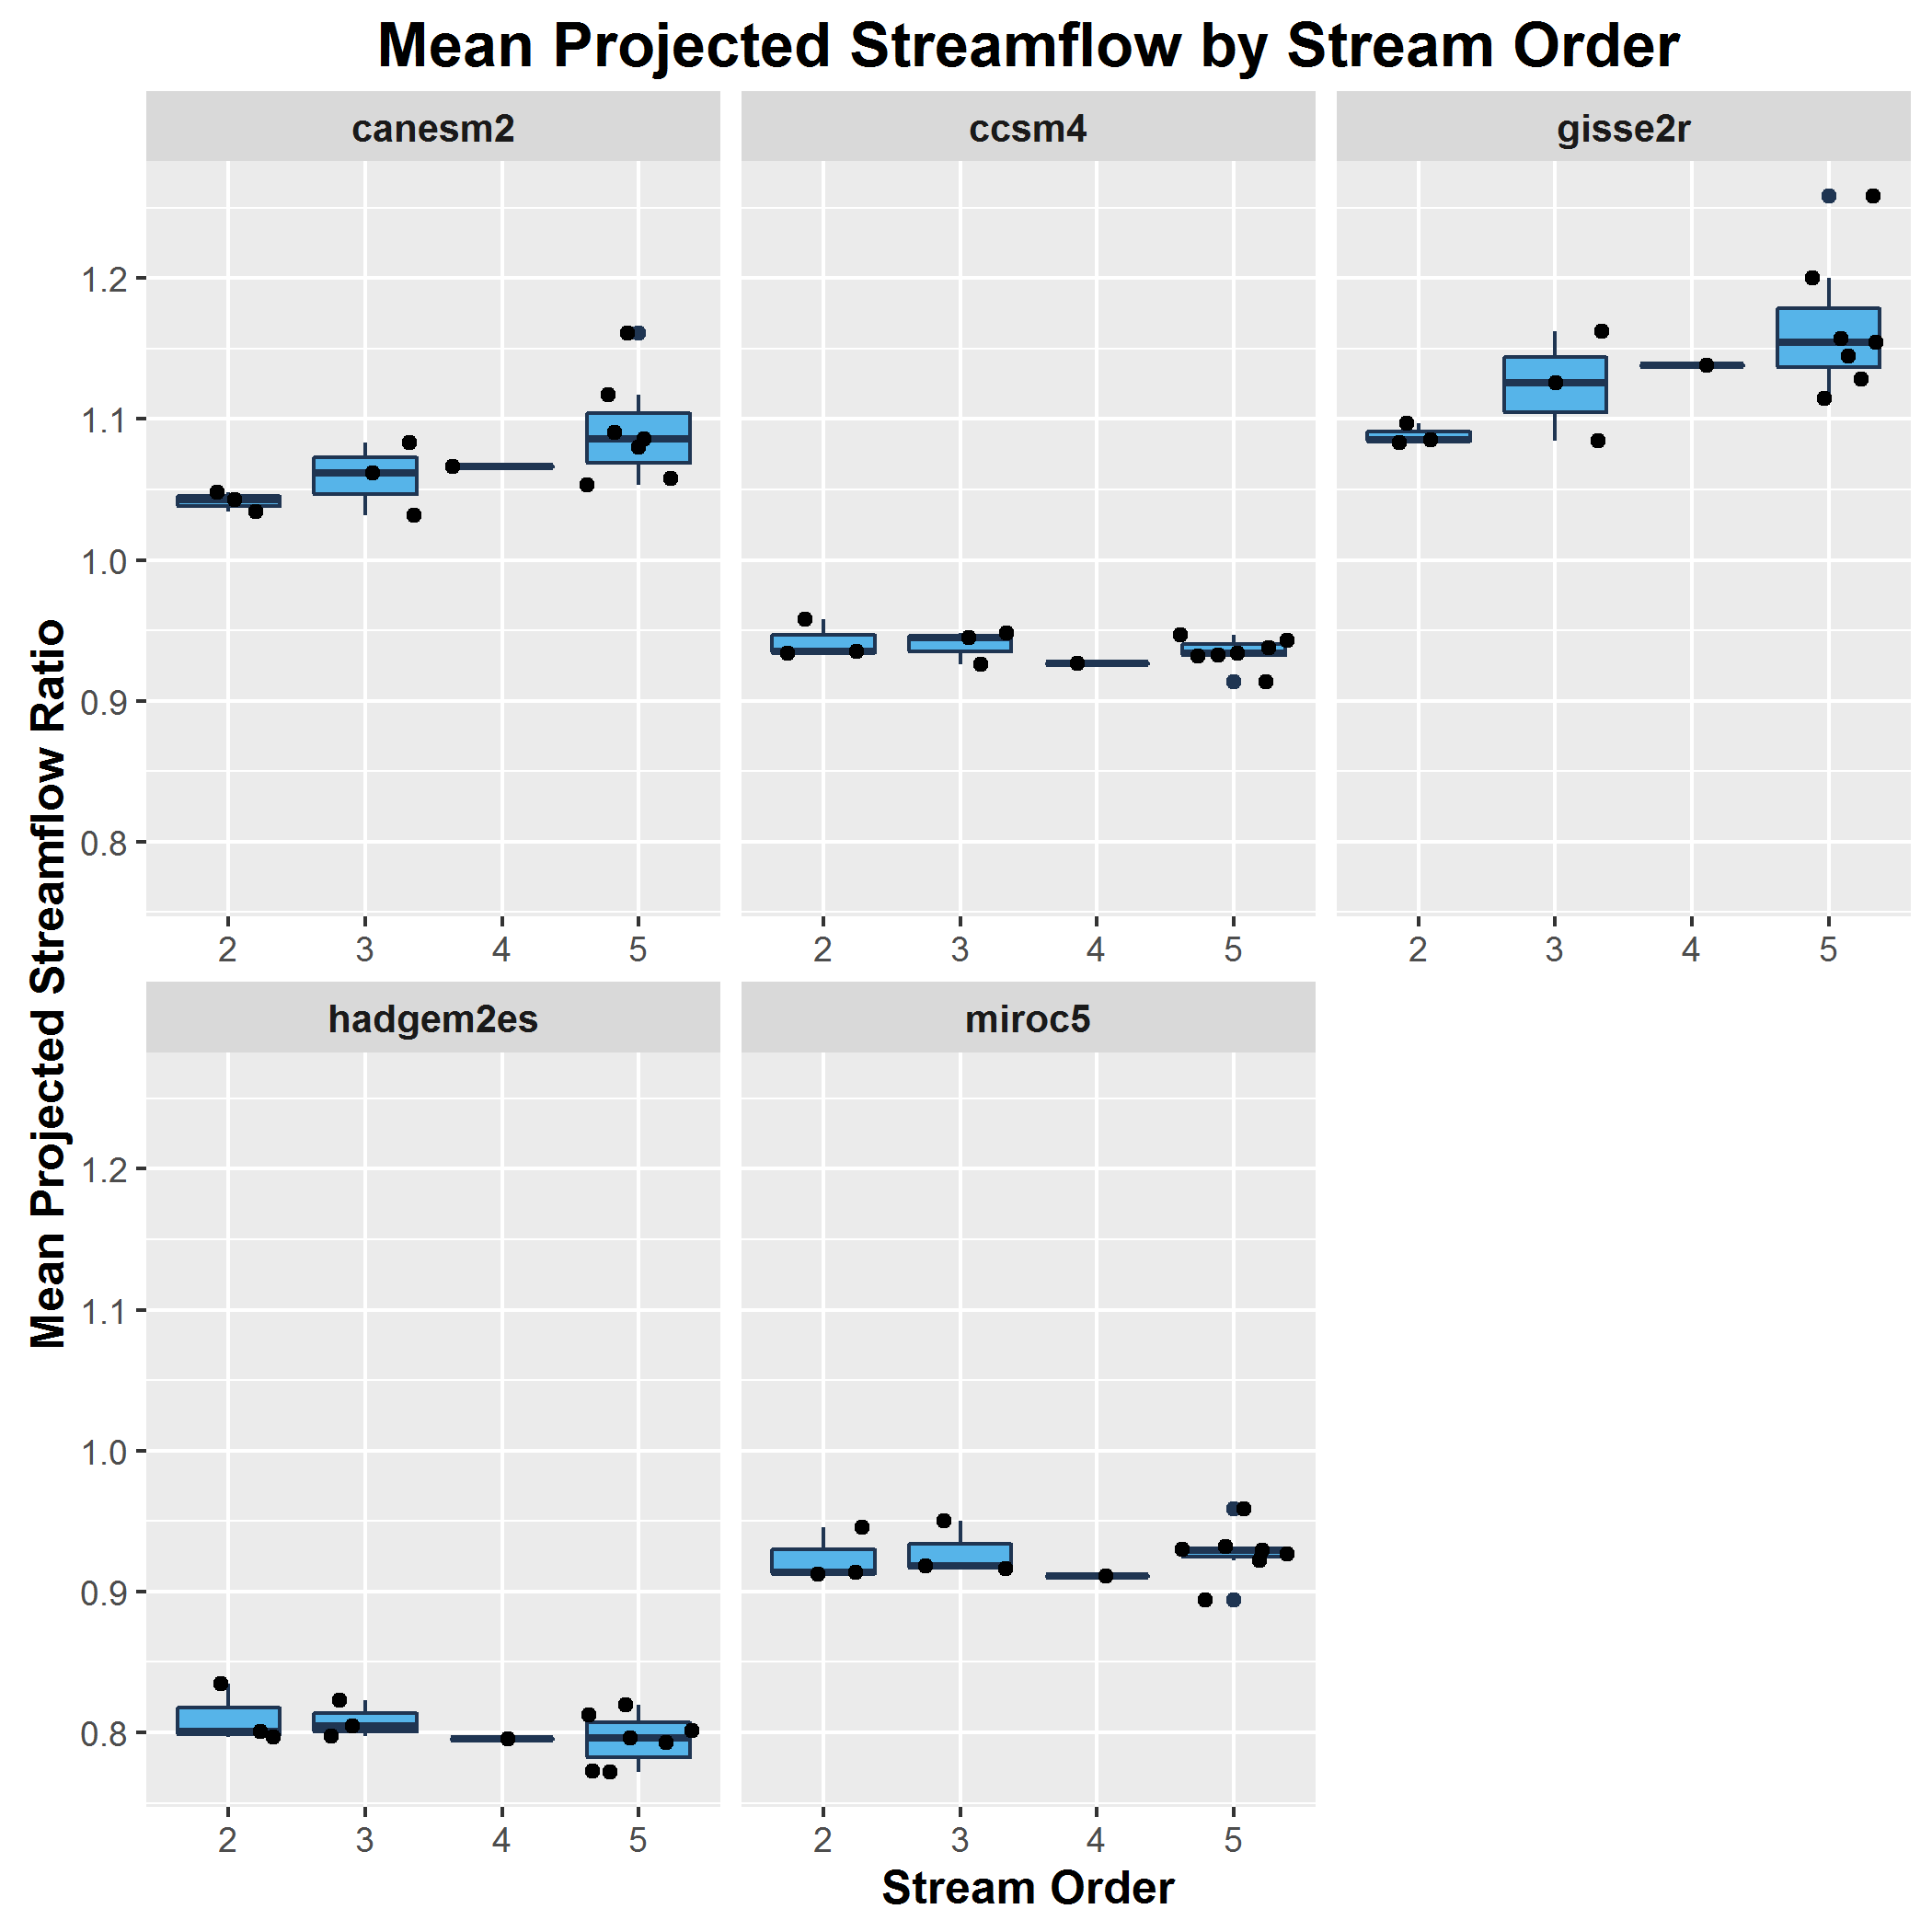 Mean Projected Streamflow by Stream Order
canesm2 ccsm4 gisse2r
1.2
1.1
1.0
0.9
0.8
2 3 4 5 2 3 4 5 2 3 4 5
Mean Projected Streamflow Ratio
hadgem2es miroc5
1.2
1.1
1.0
0.9
0.8
2 3 4 5 2 3 4 5
Stream Order